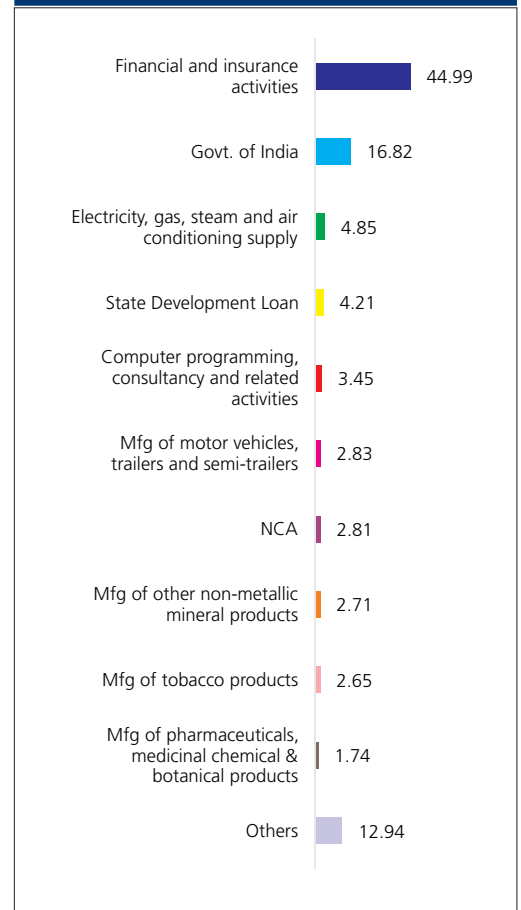 Financial and insurance
activities
44.99
Govt. of India
16.82
Electricity, gas, steam and air
conditioning supply
4.85
State Development Loan
4.21
Computer programming,
consultancy and related
activities
3.45
Mfg of motor vehicles,
trailers and semi-trailers
2.83
NCA
2.81
Mfg of other non-metallic
mineral products
2.71
Mfg of tobacco products
2.65
Mfg of pharmaceuticals,
medicinal chemical &
botanical products
1.74
Others
12.94